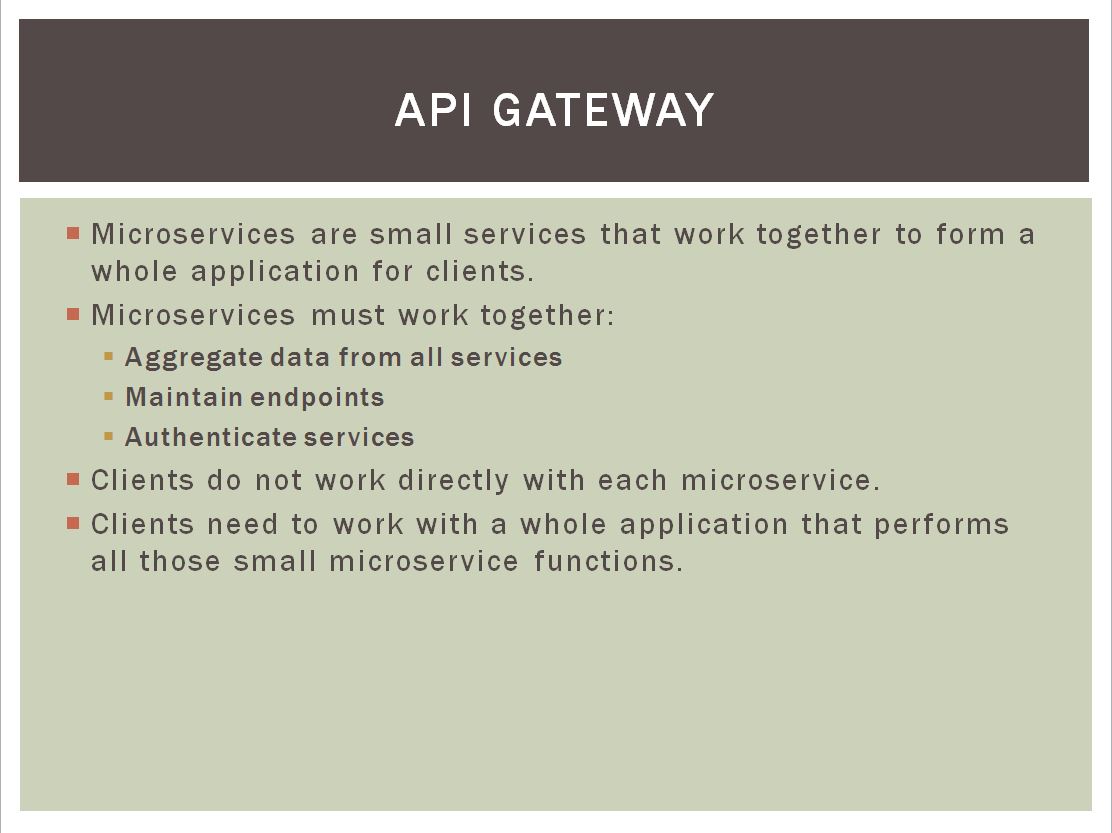 API GATEWAY
Microservices are small services that work together to form a
whole application for clients.
Microservices must work together:
Aggregate data from all services
Maintain endpoints
Authenticate services
Clients do not work directly with each microservice.
Clients need to work with a whole application that performs
all those small microservice functions.